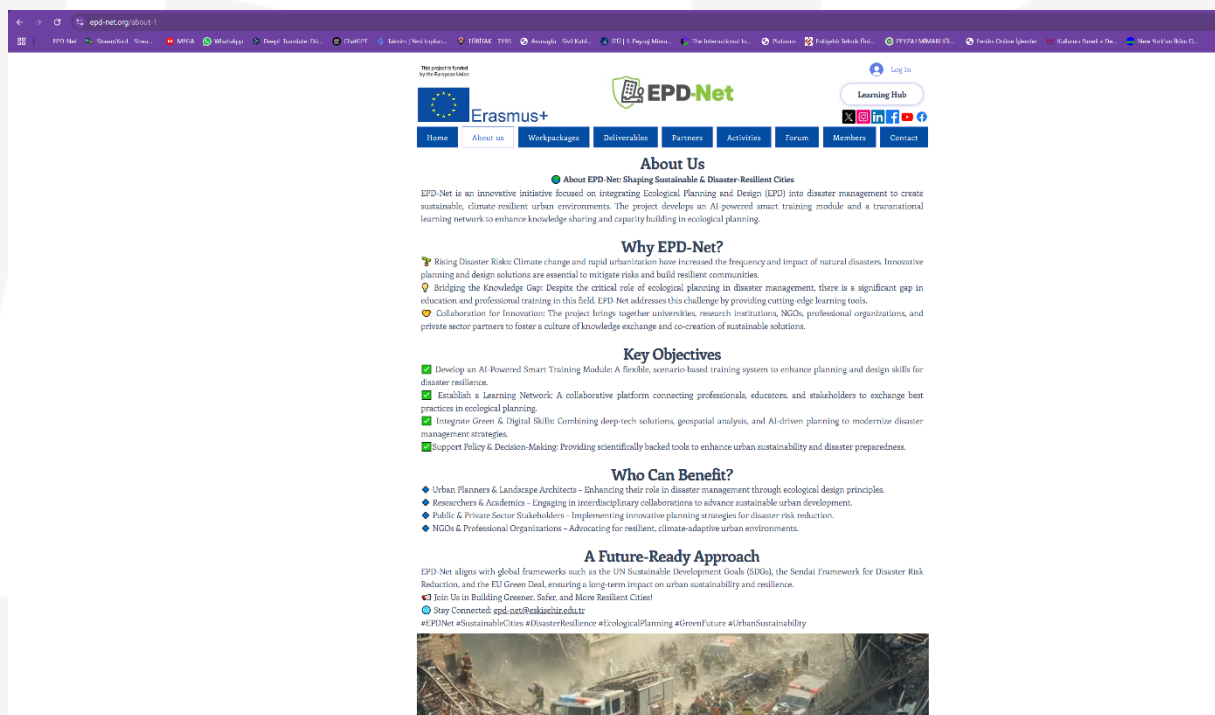 epd-net.org/about-1
EPD Net
MEGA
WhatsApp
ChatGPT
This project is funded
by the European Union
Erasmus+
EPD-Net
Log In
Learning Hub
Home
About us
Workpackages
Deliverables
Partners
Activities
Forum
Members
Contact
About Us
About EPD-Net: Shaping Sustainable & Disaster-Resilient Cities
EPD-Net is an innovative initiative focused on integrating Ecological Planning and Design (EPD) into disaster management to create
sustainable, climate-resilient urban environments. The project develops an AI-powered smart training module and a transnational
learning network to enhance knowledge sharing and capacity building in ecological planning.
Why EPD-Net?
Rising Disaster Risks: Climate change and rapid urbanization have increased the frequency and impact of natural disasters. Innovative
planning and design solutions are essential to mitigate risks and build resilient communities.
Bridging the Knowledge Gap: Despite the critical role of ecological planning in disaster management, there is a significant gap in
education and professional training in this field. EPD-Net addresses this challenge by providing cutting-edge learning tools.
Collaboration for Innovation: The project brings together universities, research institutions, NGOs, professional organizations, and
private sector partners to foster a culture of knowledge exchange and co-creation of sustainable solutions.
Key Objectives
Develop an AI-Powered Smart Training Module: A flexible, scenario-based training system to enhance planning and design skills for
disaster resilience.
Establish a Learning Network: A collaborative platform connecting professionals, educators, and stakeholders to exchange best
practices in ecological planning.
Integrate Green & Digital Skills: Combining deep-tech solutions, geospatial analysis, and AI-driven planning to modernize disaster
management strategies.
Support Policy & Decision-Making: Providing scientifically backed tools to enhance urban sustainability and disaster preparedness.
Who Can Benefit?
Urban Planners & Landscape Architects – Enhancing their role in disaster management through ecological design principles.
Researchers & Academics – Engaging in interdisciplinary collaborations to advance sustainable urban development.
Public & Private Sector Stakeholders – Implementing innovative planning strategies for disaster risk reduction.
NGOs & Professional Organizations – Advocating for resilient, climate-adaptive urban environments.
A Future-Ready Approach
EPD-Net aligns with global frameworks such as the UN Sustainable Development Goals (SDGs), the Sendai Framework for Disaster Risk
Reduction, and the EU Green Deal, ensuring a long-term impact on urban sustainability and resilience.
Join Us in Building Greener, Safer, and More Resilient Cities!
Stay Connected: epd-net@eskisehir.edu.tr
#EPDNet #SustainableCities #DisasterResilience #EcologicalPlanning #GreenFuture #UrbanSustainability